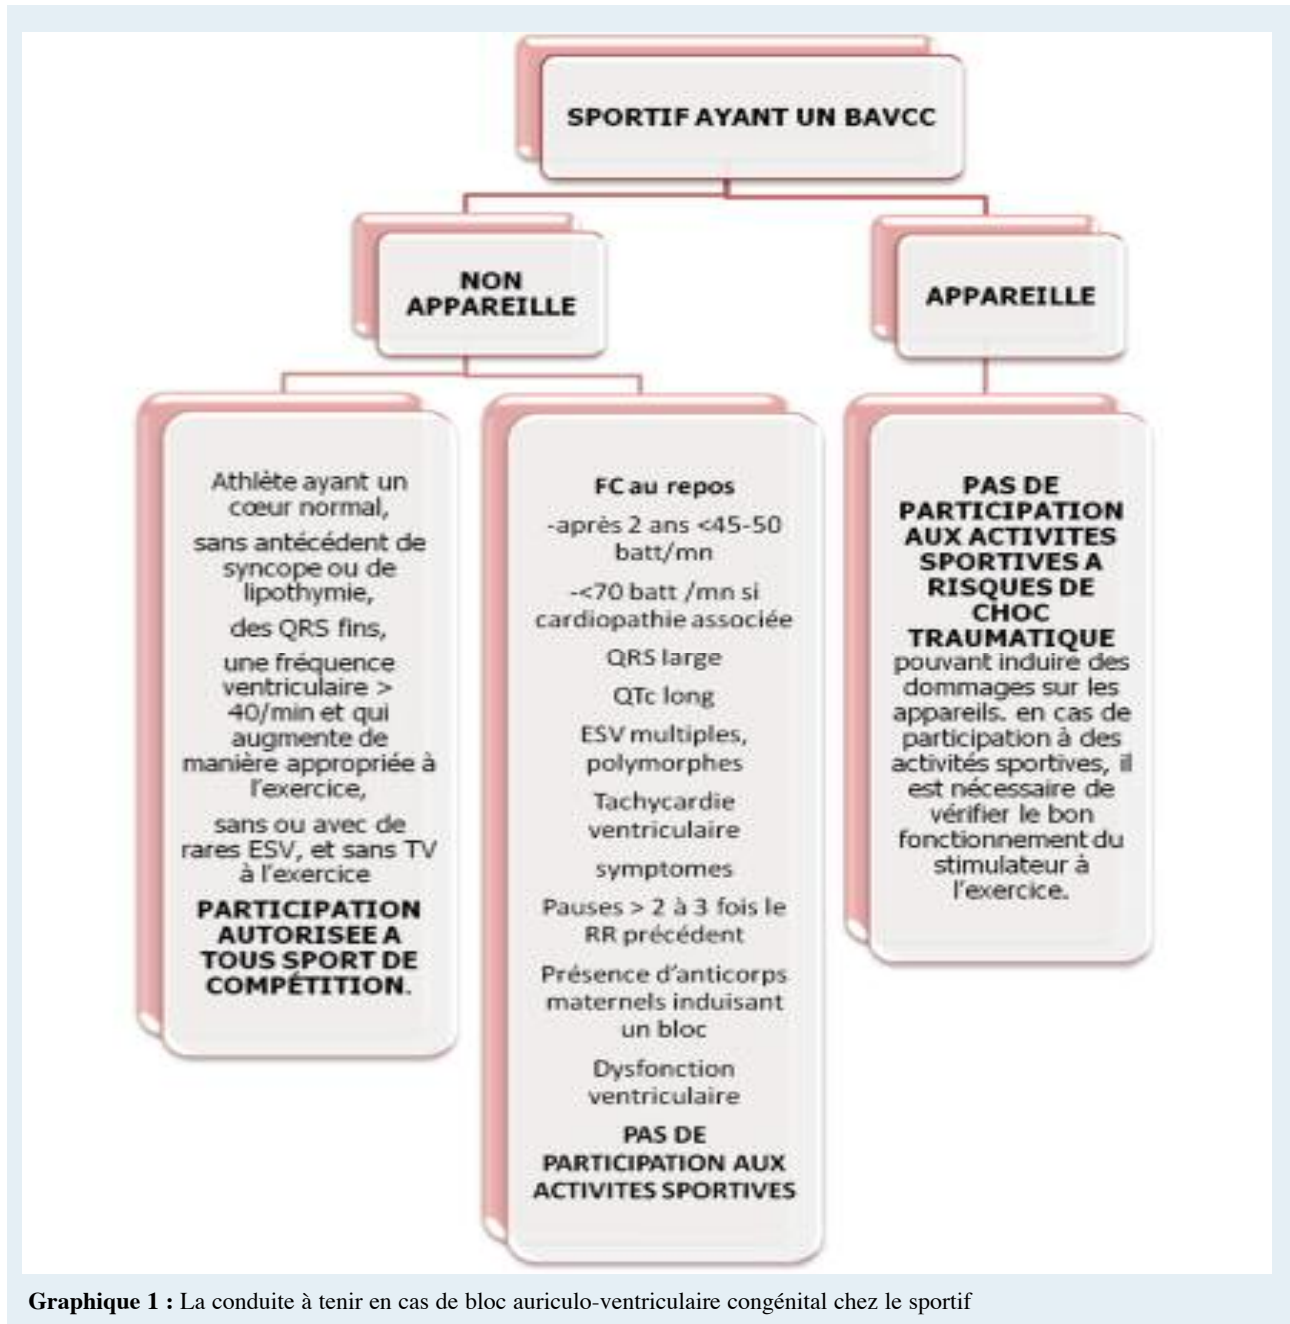 SPORTIF AYANT UN BAVCC
NON
APPAREILLE
APPAREILLE
Athlète ayant un
cœur normal,
sans antécédent de
syncope ou de
lipothymie,
des QRS fins,
une fréquence
ventriculaire >
40/min et qui
augmente de
manière appropriée à
l'exercice,
sans ou avec de
rares ESV, et sans TV
à l'exercice
PARTICIPATION
AUTORISEE A
TOUS SPORT DE
COMPÉTITION.
FC au repos
-après 2 ans <45-50
batt/mn
-<70 batt /mn si
cardiopathie associée
QRS large
QTc long
ESV multiples,
polymorphes
Tachycardie
ventriculaire
symptomes
Pauses > 2 à 3 fois le
RR précédent
Présence d'anticorps
maternels induisant
un bloc
Dysfonction
ventriculaire
PAS DE
PARTICIPATION AUX
ACTIVITES SPORTIVES
PAS DE
PARTICIPATION
AUX ACTIVITES
SPORTIVES A
RISQUES DE
CHOC
TRAUMATIQUE
pouvant induire des
dommages sur les
appareils. en cas de
participation à des
activités sportives, il
est nécessaire de
vérifier le bon
fonctionnement du
stimulateur à
l'exercice.
Graphique 1 : La conduite à tenir en cas de bloc auriculo-ventriculaire congénital chez le sportif